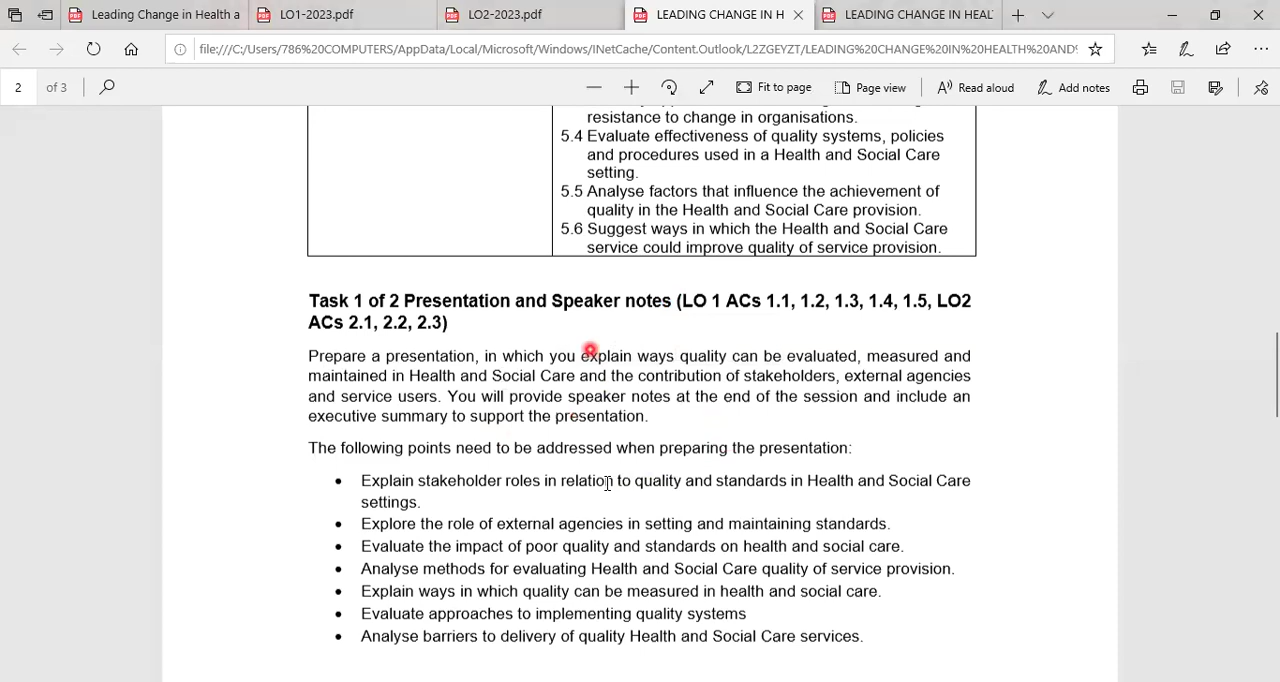 Leading Change in Health a
LO1-2023.pdf
LO2-2023.pdf
LEADING CHANGE IN H
LEADING CHANGE IN HEAL
file:///C:/Users/786%20COMPUTERS/AppData/Local/Microsoft/Windows/INetCache/Content.Outlook/L2ZGEYZT/LEADING%20CHANGE%20IN%20HEALTH%20AND%
2 of 3
Fit to page
Page view
Read aloud
Add notes
resistance to change in organisations.
5.4 Evaluate effectiveness of quality systems, policies
and procedures used in a Health and Social Care
setting.
5.5 Analyse factors that influence the achievement of
quality in the Health and Social Care provision.
5.6 Suggest ways in which the Health and Social Care
service could improve quality of service provision.
Task 1 of 2 Presentation and Speaker notes (LO 1 ACs 1.1, 1.2, 1.3, 1.4, 1.5, LO2
ACs 2.1, 2.2, 2.3)
Prepare a presentation, in which you explain ways quality can be evaluated, measured and
maintained in Health and Social Care and the contribution of stakeholders, external agencies
and service users. You will provide speaker notes at the end of the session and include an
executive summary to support the presentation.
The following points need to be addressed when preparing the presentation:
• Explain stakeholder roles in relation to quality and standards in Health and Social Care
settings.
• Explore the role of external agencies in setting and maintaining standards.
• Evaluate the impact of poor quality and standards on health and social care.
• Analyse methods for evaluating Health and Social Care quality of service provision.
• Explain ways in which quality can be measured in health and social care.
• Evaluate approaches to implementing quality systems
• Analyse barriers to delivery of quality Health and Social Care services.